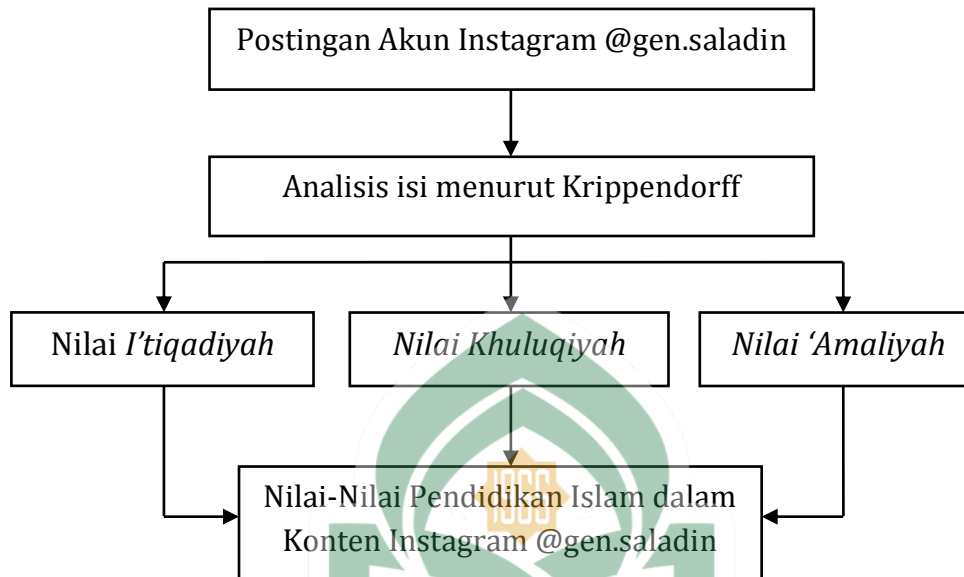 Postingan Akun Instagram @gen.saladin
Analisis isi menurut Krippendorff
Nilai I’tiqadiyah
Nilai Khuluqiyah
Nilai ‘Amaliyah
Nilai-Nilai Pendidikan Islam dalam
Konten Instagram @gen.saladin